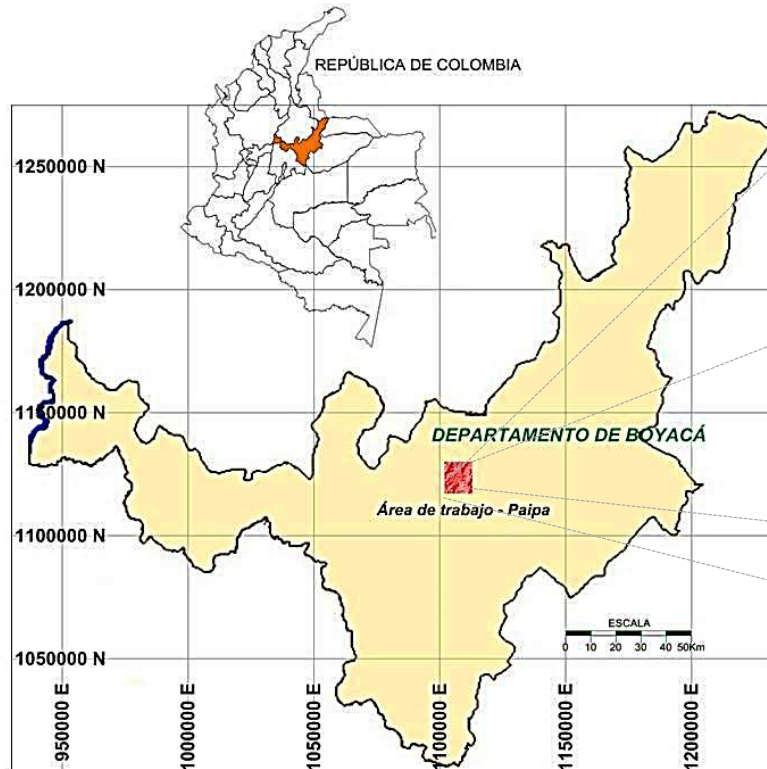 REPÚBLICA DE COLOMBIA
1250000 N
1200000 N
1150000 N
DEPARTAMENTO DE BOYACÁ
Área de trabajo - Paipa
1100000 N
ESCALA
0 10 20 30 40 50Km
1050000 N
950000 E
1000000 E
1050000 E
1100000 E
1150000 E
1200000 E